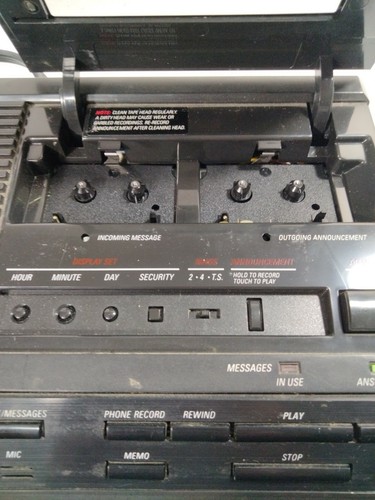 NOTE: CLEAN TAPE HEAD REGULARLY.
A DIRTY HEAD MAY CAUSE WEAK OR
GARBLED RECORDINGS. RE-RECORD
ANNOUNCEMENT AFTER CLEANING HEAD.
INCOMING MESSAGE
OUTGOING ANNOUNCEMENT
DISPLAY SET
RINGS
ANNOUNCEMENT
HOUR
MINUTE
DAY
SECURITY
2 • 4 • T.S.
HOLD TO RECORD
TOUCH TO PLAY
MESSAGES
IN USE
ANS
/MESSAGES
PHONE RECORD
REWIND
PLAY
MIC
MEMO
STOP